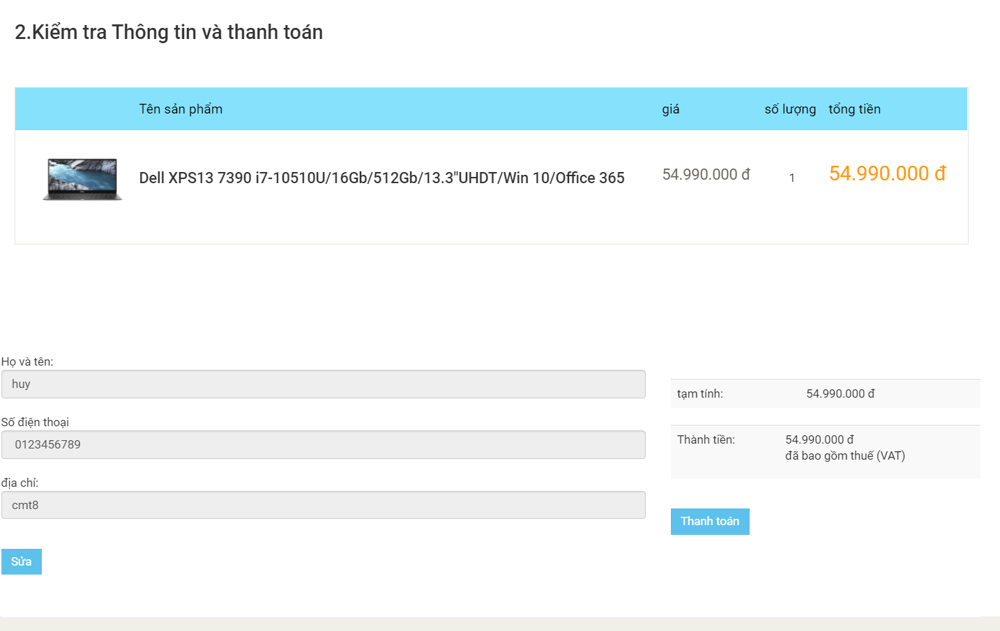 2.Kiểm tra Thông tin và thanh toán
Tên sản phẩm giá số lượng tổng tiền
Dell XPS13 7390 i7-10510U/16Gb/512Gb/13.3"UHDT/Win 10/Office 365 54.990.000 đ 1 54.990.000 đ
Họ và tên:
huy
Số điện thoại
0123456789
địa chỉ:
cmt8
Sửa
tạm tính: 54.990.000 đ
Thành tiền: 54.990.000 đ
đã bao gồm thuế (VAT)
Thanh toán